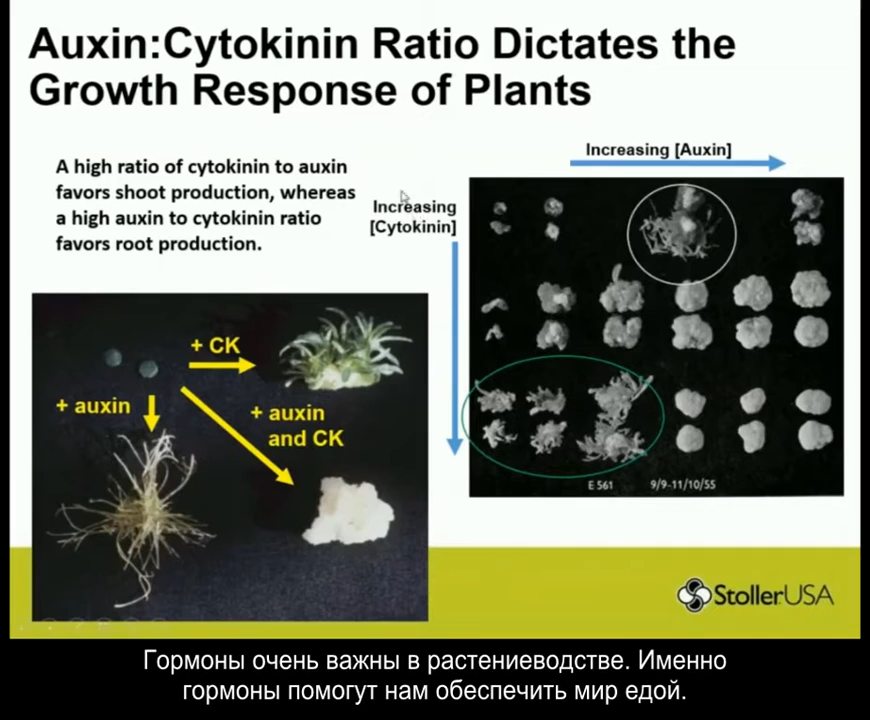 Auxin:Cytokinin Ratio Dictates the
Growth Response of Plants
A high ratio of cytokinin to auxin
favors shoot production, whereas
a high auxin to cytokinin ratio
favors root production.
Increasing [Auxin]
Increasing
[Cytokinin]
+ CK
+ auxin
+ auxin
and CK
E 561 9/9-11/10/55
StollerUSA
Гормоны очень важны в растениеводстве. Именно
гормоны помогут нам обеспечить мир едой.